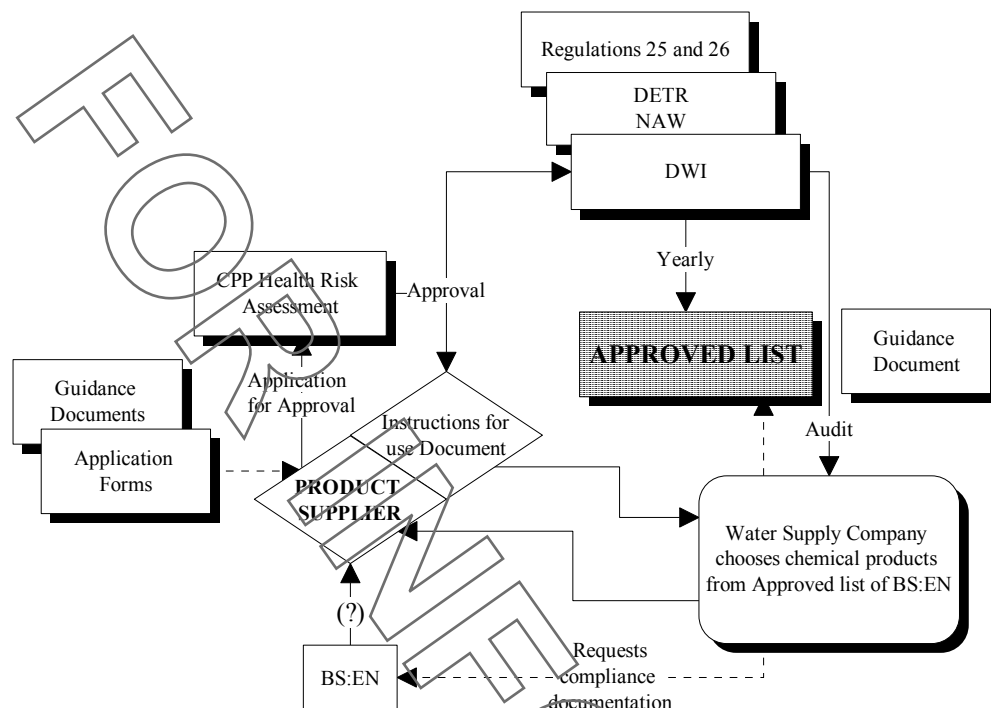 Regulations 25 and 26
DETR
NAW
DWI
Yearly
CPP Health Risk
Assessment
Approval
APPROVED LIST
Guidance
Document
Guidance
Documents
Application
for Approval
Application
Forms
Instructions for
use Document
PRODUCT
SUPPLIER
Audit
Water Supply Company
chooses chemical products
from Approved list of BS:EN
(?)
BS:EN
Requests
compliance
documentation
FOR